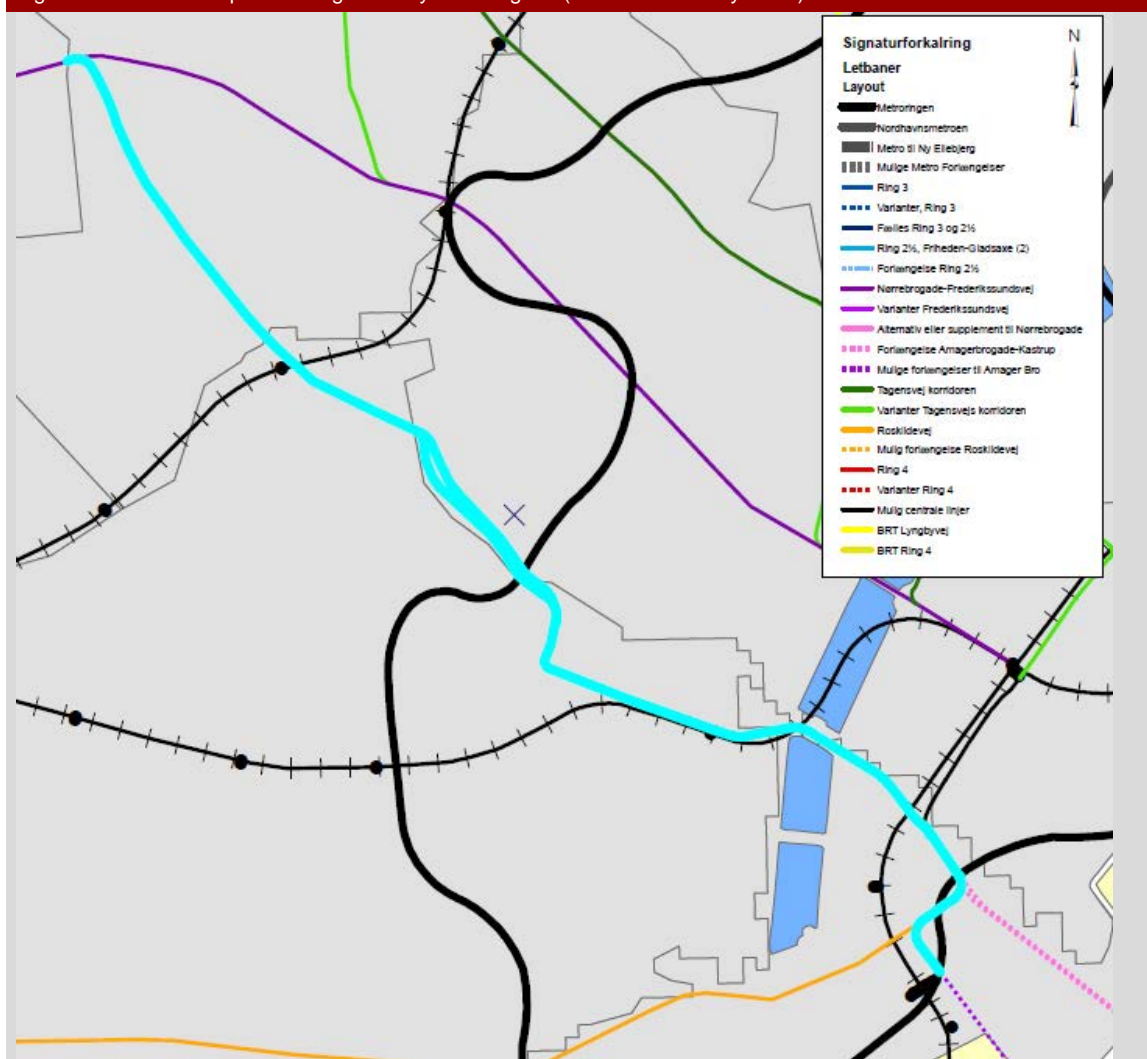 Signaturforkalring
N
Letbaner
Layout
Metroringen
Nordhavnsmetroen
Metro til Ny Ellebjerg
Mulige Metro Forlængelser
Ring 3
Varianter, Ring 3
Fælles Ring 3 og 2½
Ring 2½, Friheden-Gladsaxe (2)
Forlængelse Ring 2½
Nørrebrogade-Frederikssundsvej
Varianter Frederikssundsvej
Alternativ eller supplement til Nørrebrogade
Forlængelse Amagerbrogade-Kastrup
Mulige forlængelser til Amager Bro
Tagensvej korridoren
Varianter Tagensvejs korridoren
Roskildevej
Mulig forlængelse Roskildevej
Ring 4
Varianter Ring 4
Mulig centrale linjer
BRT Lyngbyvej
BRT Ring 4